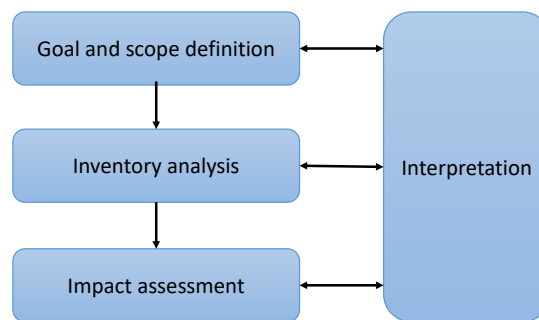 Goal and scope definition
Inventory analysis
Interpretation
Impact assessment